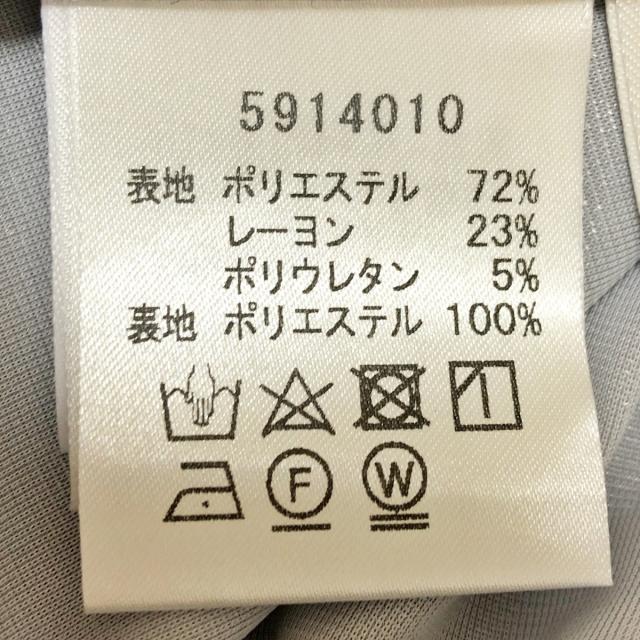 5914010
表地 ポリエステル 72%
レーヨン 23%
ポリウレタン 5%
裏地 ポリエステル 100%
F W